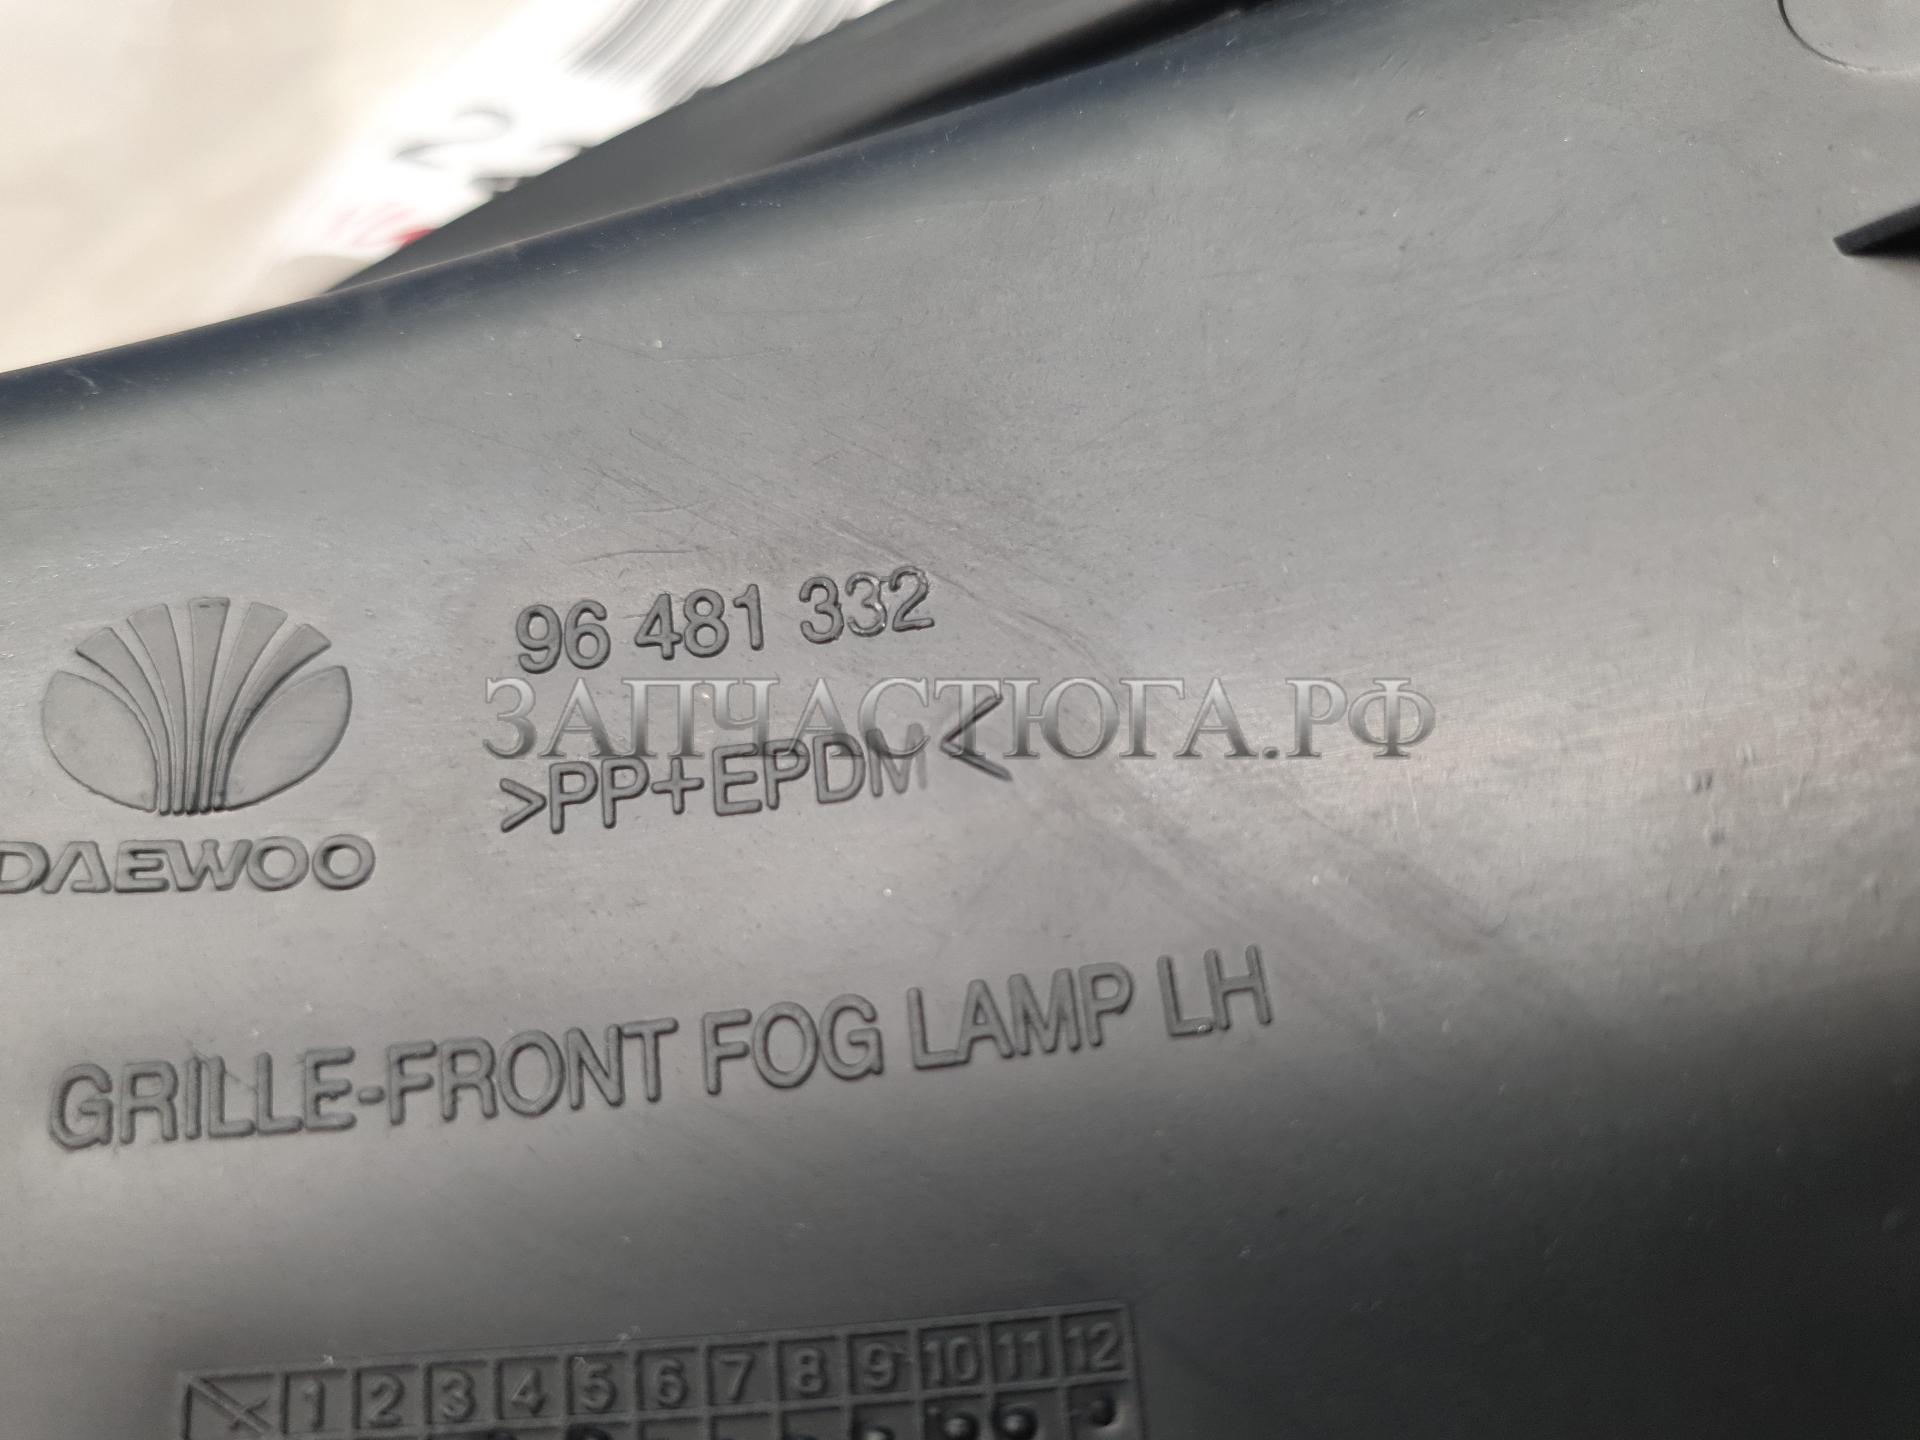 96 481 332
ЗАПЧАСТЮГА.РФ
>PP+EPDM<
DAEWOO
GRILLE-FRONT FOG LAMP LH
1 2 3 4 5 6 7 8 9 10 11 12